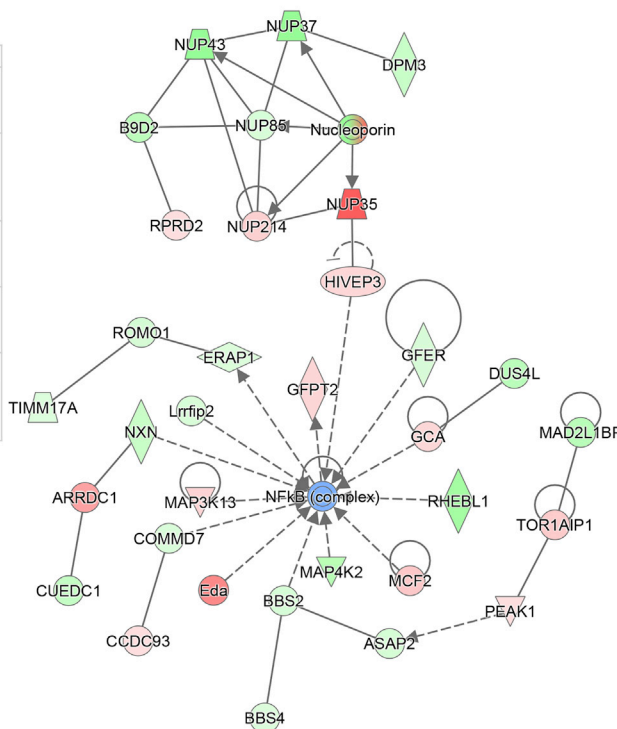 NUP37
NUP43
DPM3
B9D2
NUP85
Nucleoporin
NUP35
RPRD2
NUP214
HIVEP3
ROMO1
ERAP1
GFER
DUS4L
GFPT2
TIMM17A
Lrrfip2
NXN
GCA
MAD2L1BP
ARRDC1
MAP3K13
NFkB (complex)
RHEBL1
TOR1AIP1
COMMD7
CUEDC1
Eda
MAP4K2
MCF2
BBS2
PEAK1
CCDC93
ASAP2
BBS4